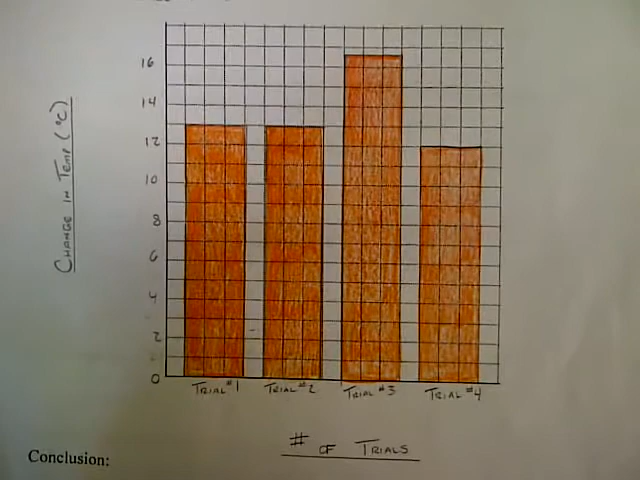 16
14
12
10
8
6
4
2
0
CHANGE IN TEMP (°C)
TRIAL #1 TRIAL #2 TRIAL #3 TRIAL #4
# OF TRIALS
Conclusion: